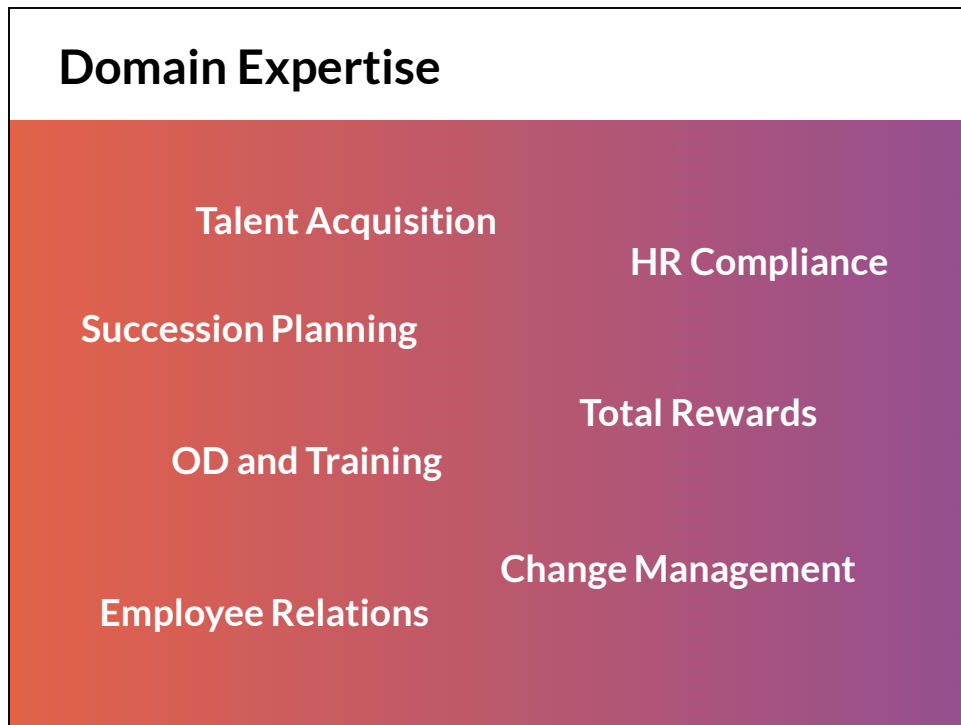 Domain Expertise
Talent Acquisition
HR Compliance
Succession Planning
Total Rewards
OD and Training
Change Management
Employee Relations